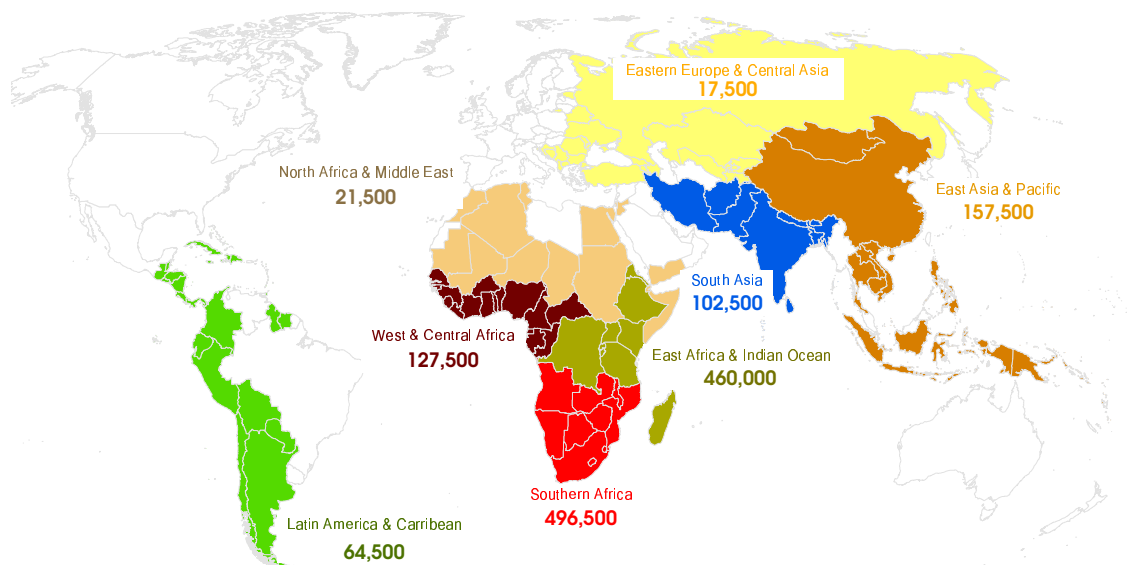 Eastern Europe & Central Asia
17,500
North Africa & Middle East
21,500
East Asia & Pacific
157,500
South Asia
102,500
West & Central Africa
127,500
East Africa & Indian Ocean
460,000
Southern Africa
496,500
Latin America & Carribean
64,500